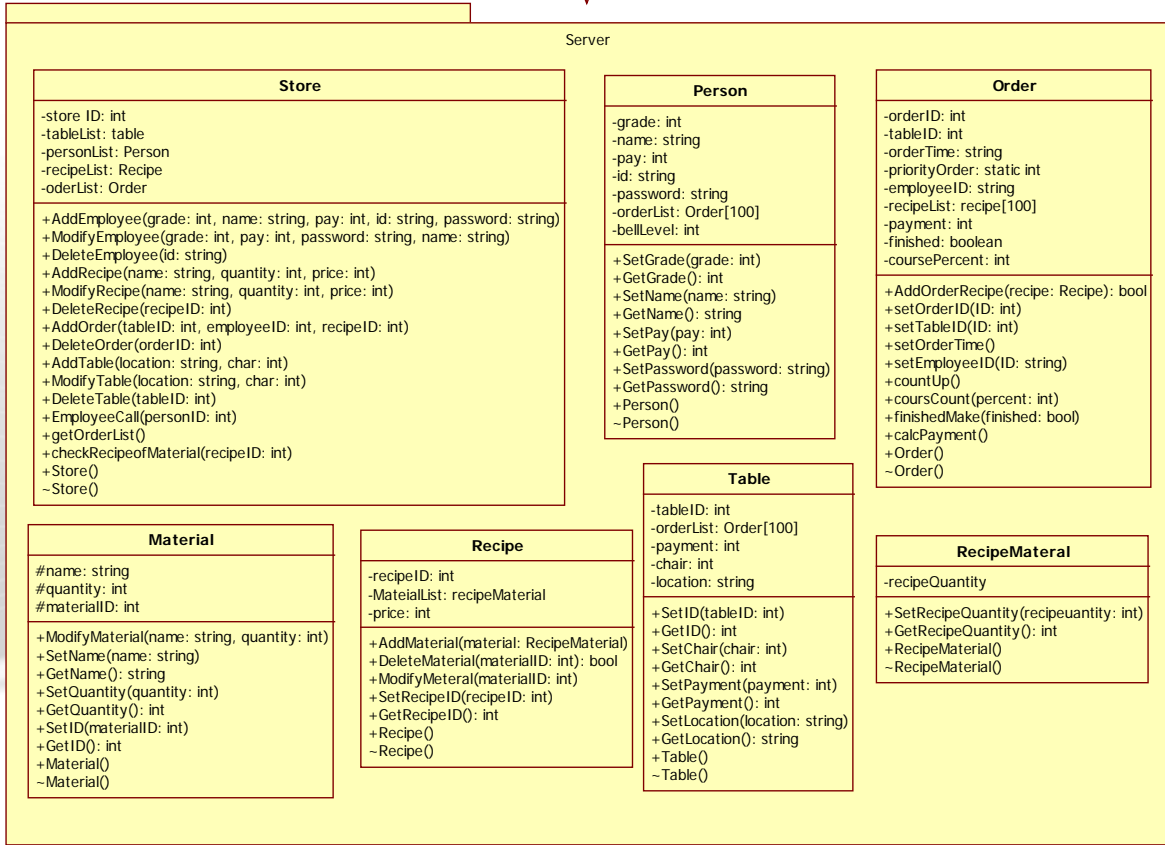 Server
Store
-store ID: int
-tableList: table
-personList: Person
-recipeList: Recipe
-oderList: Order
+AddEmployee(grade: int, name: string, pay: int, id: string, password: string)
+ModifyEmployee(grade: int, pay: int, password: string, name: string)
+DeleteEmployee(id: string)
+AddRecipe(name: string, quantity: int, price: int)
+ModifyRecipe(name: string, quantity: int, price: int)
+DeleteRecipe(recipeID: int)
+AddOrder(tableID: int, employeeID: int, recipeID: int)
+DeleteOrder(orderID: int)
+AddTable(location: string, char: int)
+ModifyTable(location: string, char: int)
+DeleteTable(tableID: int)
+EmployeeCall(personID: int)
+getOrderList()
+checkRecipeofMaterial(recipeID: int)
+Store()
~Store()
Person
-grade: int
-name: string
-pay: int
-id: string
-password: string
-orderList: Order[100]
-bellLevel: int
+SetGrade(grade: int)
+GetGrade(): int
+SetName(name: string)
+GetName(): string
+SetPay(pay: int)
+GetPay(): int
+SetPassword(password: string)
+GetPassword(): string
+Person()
~Person()
Order
-orderID: int
-tableID: int
-orderTime: string
-priorityOrder: static int
-employeeID: string
-recipeList: recipe[100]
-payment: int
-finished: boolean
-coursePercent: int
+AddOrderRecipe(recipe: Recipe): bool
+setOrderID(ID: int)
+setTableID(ID: int)
+setOrderTime()
+setEmployeeID(ID: string)
+countUp()
+coursCount(percent: int)
+finishedMake(finished: bool)
+calcPayment()
+Order()
~Order()
Material
#name: string
#quantity: int
#materialID: int
+ModifyMaterial(name: string, quantity: int)
+SetName(name: string)
+GetName(): string
+SetQuantity(quantity: int)
+GetQuantity(): int
+SetID(materialID: int)
+GetID(): int
+Material()
~Material()
Recipe
-recipeID: int
-MateialList: recipeMaterial
-price: int
+AddMaterial(material: RecipeMaterial)
+DeleteMaterial(materialID: int): bool
+ModifyMeteral(materialID: int)
+SetRecipeID(recipeID: int)
+GetRecipeID(): int
+Recipe()
~Recipe()
Table
-tableID: int
-orderList: Order[100]
-payment: int
-chair: int
-location: string
+SetID(tableID: int)
+GetID(): int
+SetChair(chair: int)
+GetChair(): int
+SetPayment(payment: int)
+GetPayment(): int
+SetLocation(location: string)
+GetLocation(): string
+Table()
~Table()
RecipeMateral
-recipeQuantity
+SetRecipeQuantity(recipeuantity: int)
+GetRecipeQuantity(): int
+RecipeMaterial()
~RecipeMaterial()